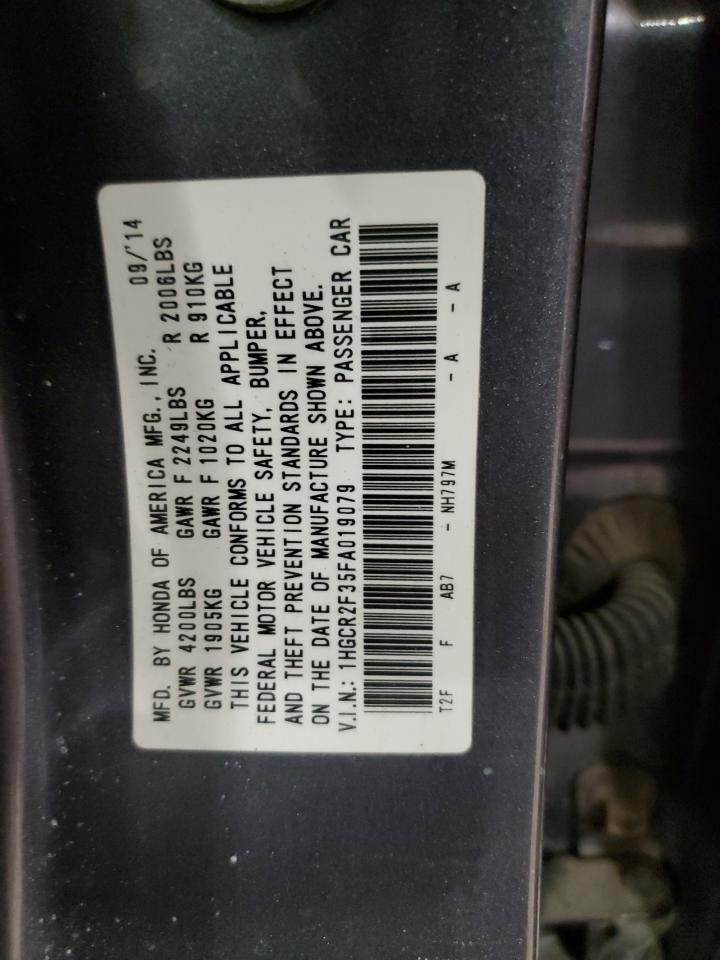 MFD. BY HONDA OF AMERICA MFG., INC. 09/'14
GVWR 4200LBS GAWR F 2249LBS R 2006LBS
GVWR 1905KG GAWR F 1020KG R 910KG
THIS VEHICLE CONFORMS TO ALL APPLICABLE
FEDERAL MOTOR VEHICLE SAFETY, BUMPER,
AND THEFT PREVENTION STANDARDS IN EFFECT
ON THE DATE OF MANUFACTURE SHOWN ABOVE.
V.I.N.: 1HGCR2F35FA019079 TYPE: PASSENGER CAR
T2F F AB7 - NH797M - A - A